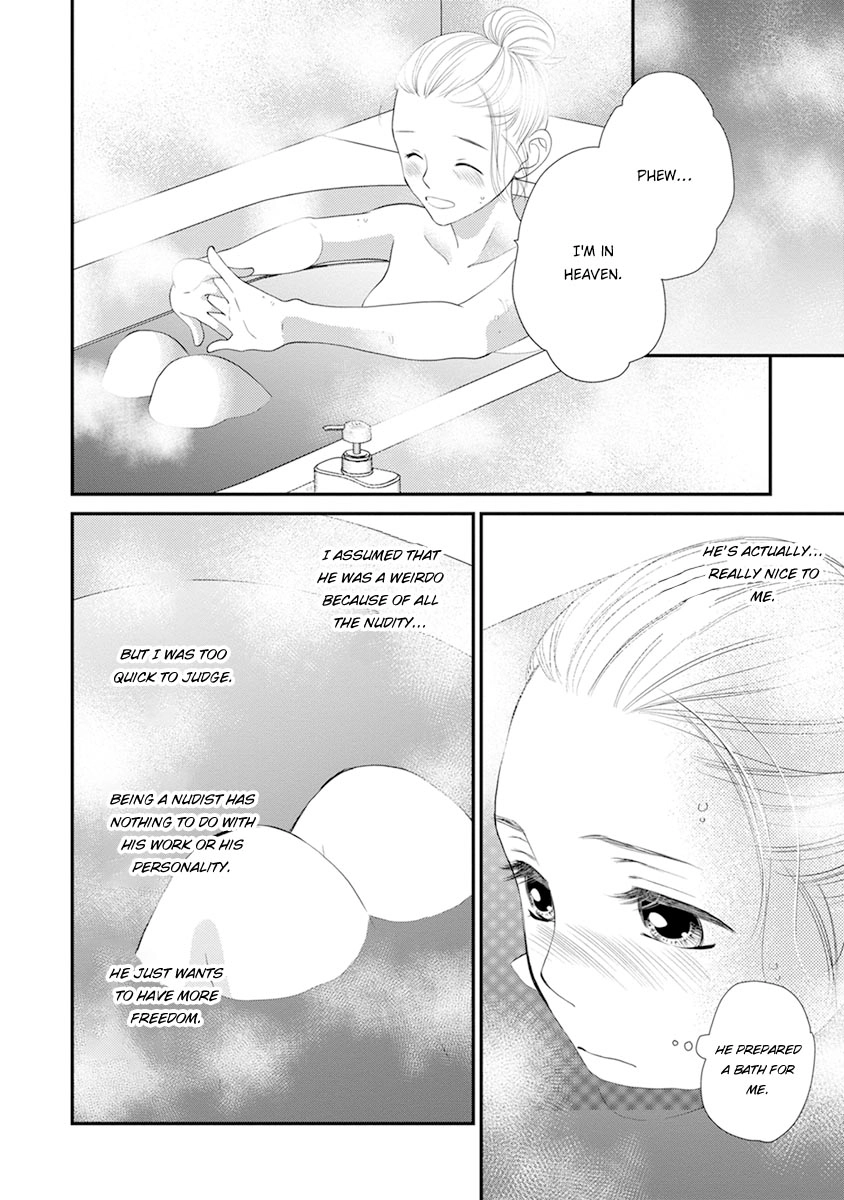 PHEW...
I'M IN
HEAVEN.
HE'S ACTUALLY...
REALLY NICE TO
ME.
HE PREPARED
A BATH FOR
ME.
I ASSUMED THAT
HE WAS A WEIRDO
BECAUSE OF ALL
THE NUDITY...
BUT I WAS TOO
QUICK TO JUDGE.
BEING A NUDIST HAS
NOTHING TO DO WITH
HIS WORK OR HIS
PERSONALITY.
HE JUST WANTS
TO HAVE MORE
FREEDOM.